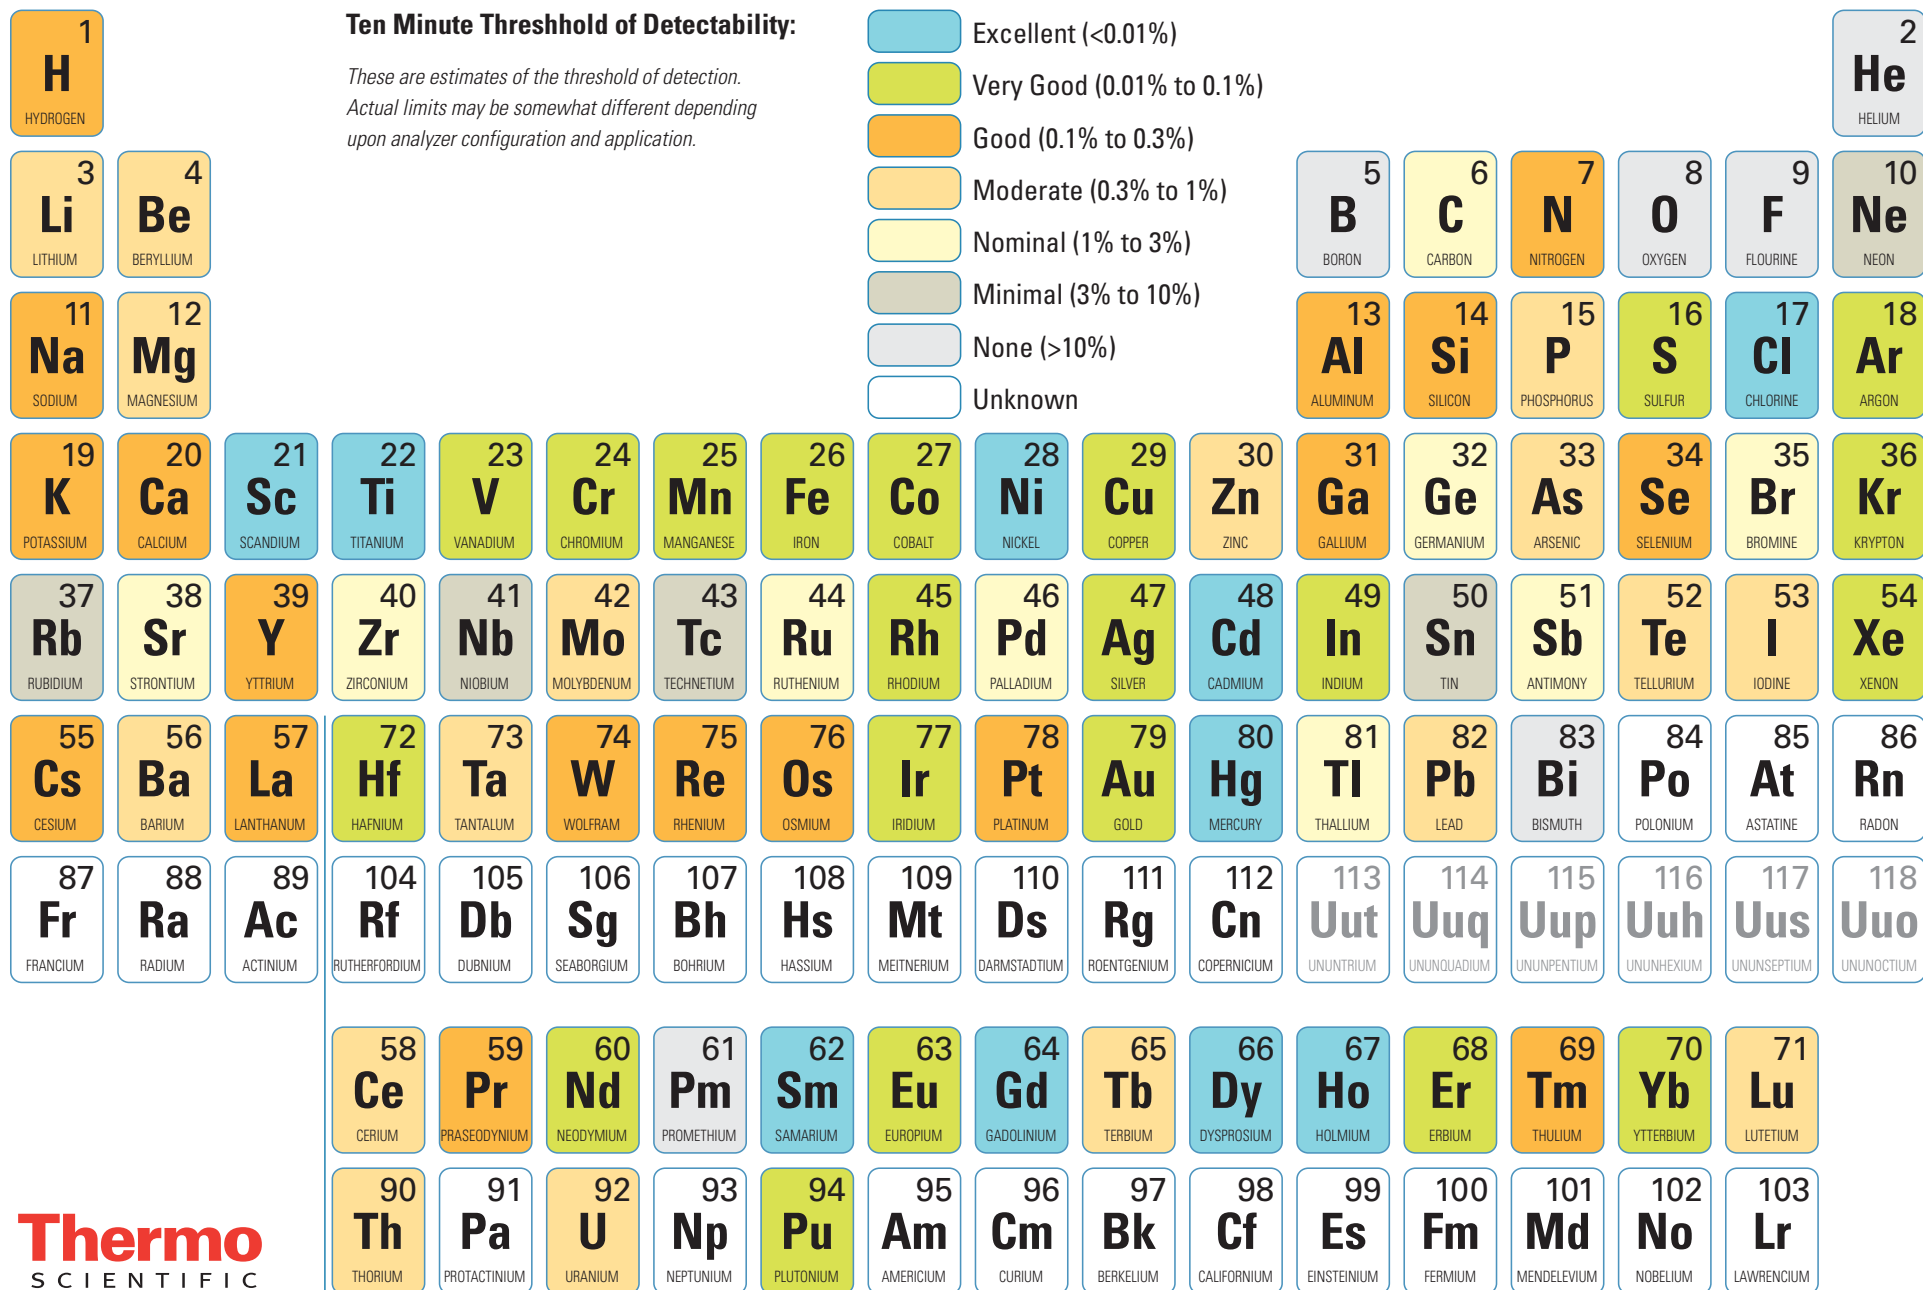 Ten Minute Threshhold of Detectability:
These are estimates of the threshold of detection.
Actual limits may be somewhat different depending
upon analyzer configuration and application.
Excellent (<0.01%)
Very Good (0.01% to 0.1%)
Good (0.1% to 0.3%)
Moderate (0.3% to 1%)
Nominal (1% to 3%)
Minimal (3% to 10%)
None (>10%)
Unknown
1
H
HYDROGEN
2
He
HELIUM
3
Li
LITHIUM
4
Be
BERYLLIUM
5
B
BORON
6
C
CARBON
7
N
NITROGEN
8
O
OXYGEN
9
F
FLOURINE
10
Ne
NEON
11
Na
SODIUM
12
Mg
MAGNESIUM
13
Al
ALUMINUM
14
Si
SILICON
15
P
PHOSPHORUS
16
S
SULFUR
17
Cl
CHLORINE
18
Ar
ARGON
19
K
POTASSIUM
20
Ca
CALCIUM
21
Sc
SCANDIUM
22
Ti
TITANIUM
23
V
VANADIUM
24
Cr
CHROMIUM
25
Mn
MANGANESE
26
Fe
IRON
27
Co
COBALT
28
Ni
NICKEL
29
Cu
COPPER
30
Zn
ZINC
31
Ga
GALLIUM
32
Ge
GERMANIUM
33
As
ARSENIC
34
Se
SELENIUM
35
Br
BROMINE
36
Kr
KRYPTON
37
Rb
RUBIDIUM
38
Sr
STRONTIUM
39
Y
YTTRIUM
40
Zr
ZIRCONIUM
41
Nb
NIOBIUM
42
Mo
MOLYBDENUM
43
Tc
TECHNETIUM
44
Ru
RUTHENIUM
45
Rh
RHODIUM
46
Pd
PALLADIUM
47
Ag
SILVER
48
Cd
CADMIUM
49
In
INDIUM
50
Sn
TIN
51
Sb
ANTIMONY
52
Te
TELLURIUM
53
I
IODINE
54
Xe
XENON
55
Cs
CESIUM
56
Ba
BARIUM
57
La
LANTHANUM
72
Hf
HAFNIUM
73
Ta
TANTALUM
74
W
WOLFRAM
75
Re
RHENIUM
76
Os
OSMIUM
77
Ir
IRIDIUM
78
Pt
PLATINUM
79
Au
GOLD
80
Hg
MERCURY
81
Tl
THALLIUM
82
Pb
LEAD
83
Bi
BISMUTH
84
Po
POLONIUM
85
At
ASTATINE
86
Rn
RADON
87
Fr
FRANCIUM
88
Ra
RADIUM
89
Ac
ACTINIUM
104
Rf
RUTHERFORDIUM
105
Db
DUBNIUM
106
Sg
SEABORGIUM
107
Bh
BOHRIUM
108
Hs
HASSIUM
109
Mt
MEITNERIUM
110
Ds
DARMSTADTIUM
111
Rg
ROENTGENIUM
112
Cn
COPERNICIUM
113
Uut
UNUNTRIUM
114
Uuq
UNUNQUADIUM
115
Uup
UNUNPENTIUM
116
Uuh
UNUNHEXIUM
117
Uus
UNUNSEPTIUM
118
Uuo
UNUNOCTIUM
58
Ce
CERIUM
59
Pr
PRASEODYNIUM
60
Nd
NEODYMIUM
61
Pm
PROMETHIUM
62
Sm
SAMARIUM
63
Eu
EUROPIUM
64
Gd
GADOLINIUM
65
Tb
TERBIUM
66
Dy
DYSPROSIUM
67
Ho
HOLMIUM
68
Er
ERBIUM
69
Tm
THULIUM
70
Yb
YTTERBIUM
71
Lu
LUTETIUM
90
Th
THORIUM
91
Pa
PROTACTINIUM
92
U
URANIUM
93
Np
NEPTUNIUM
94
Pu
PLUTONIUM
95
Am
AMERICIUM
96
Cm
CURIUM
97
Bk
BERKELIUM
98
Cf
CALIFORNIUM
99
Es
EINSTEINIUM
100
Fm
FERMIUM
101
Md
MENDELEVIUM
102
No
NOBELIUM
103
Lr
LAWRENCIUM
Thermo
SCIENTIFIC